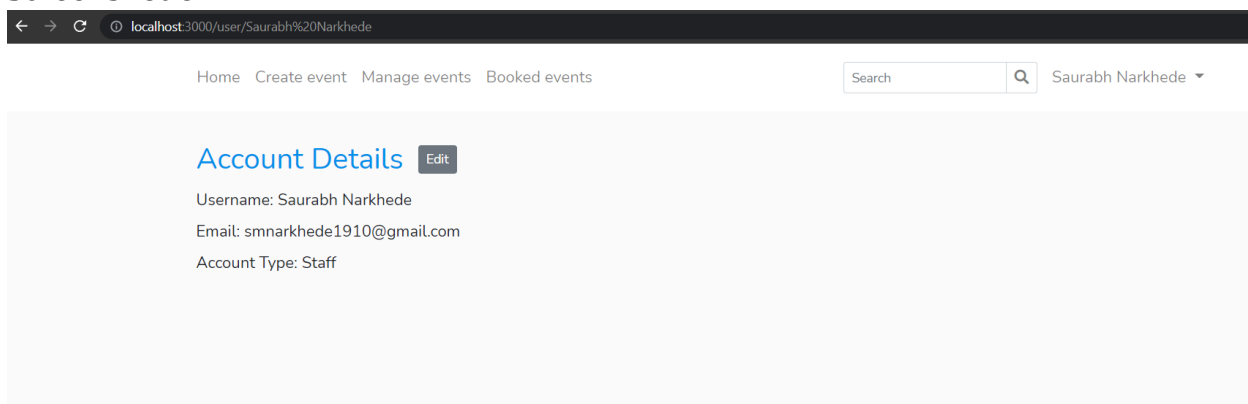 localhost:3000/user/Saurabh%20Narkhede
Home Create event Manage events Booked events Search Saurabh Narkhede
Account Details Edit
Username: Saurabh Narkhede
Email: smnarkhede1910@gmail.com
Account Type: Staff